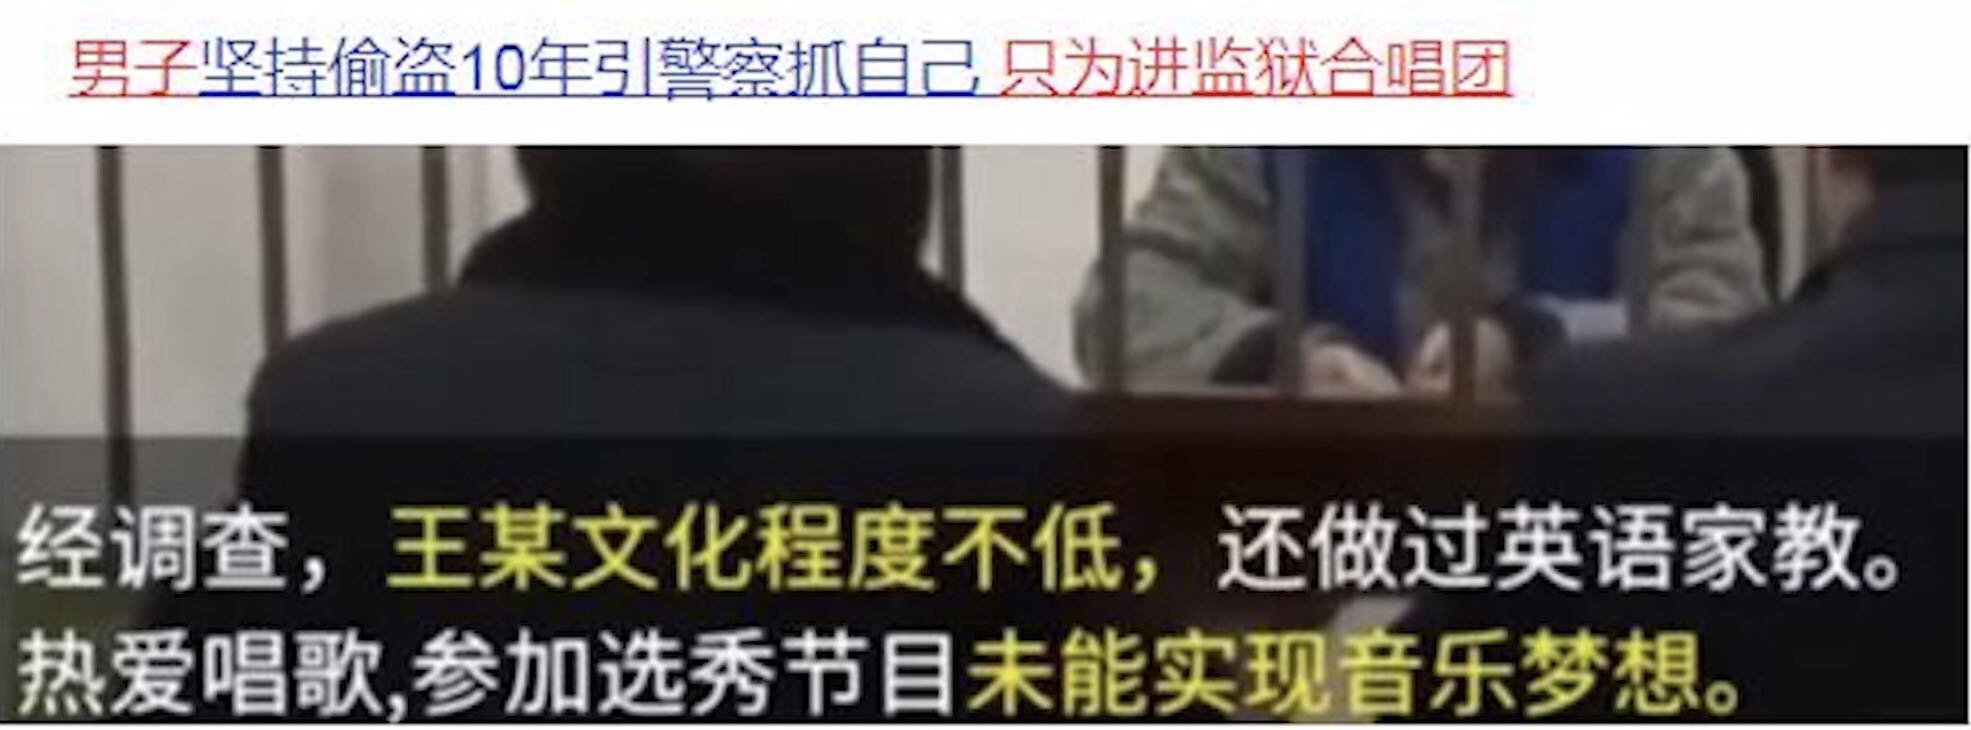 男子坚持偷盗10年引警察抓自己 只为进监狱合唱团
经调查，王某文化程度不低，还做过英语家教。
热爱唱歌,参加选秀节目未能实现音乐梦想。